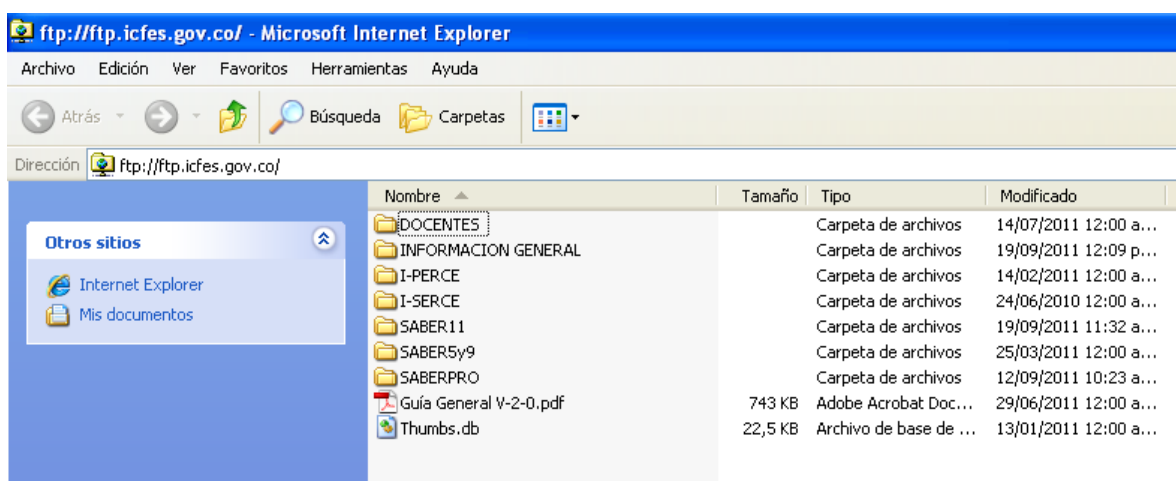 ftp://ftp.icfes.gov.co/ - Microsoft Internet Explorer
Archivo Edición Ver Favoritos Herramientas Ayuda
Atrás Búsqueda Carpetas
Dirección ftp://ftp.icfes.gov.co/
Nombre Tamaño Tipo Modificado
Otros sitios
Internet Explorer
Mis documentos
DOCENTES Carpeta de archivos 14/07/2011 12:00 a...
INFORMACION GENERAL Carpeta de archivos 19/09/2011 12:09 p...
I-PERCE Carpeta de archivos 14/02/2011 12:00 a...
I-SERCE Carpeta de archivos 24/06/2010 12:00 a...
SABER11 Carpeta de archivos 19/09/2011 11:32 a...
SABER5y9 Carpeta de archivos 25/03/2011 12:00 a...
SABERPRO Carpeta de archivos 12/09/2011 10:23 a...
Guía General V-2-0.pdf 743 KB Adobe Acrobat Doc... 29/06/2011 12:00 a...
Thumbs.db 22,5 KB Archivo de base de ... 13/01/2011 12:00 a...